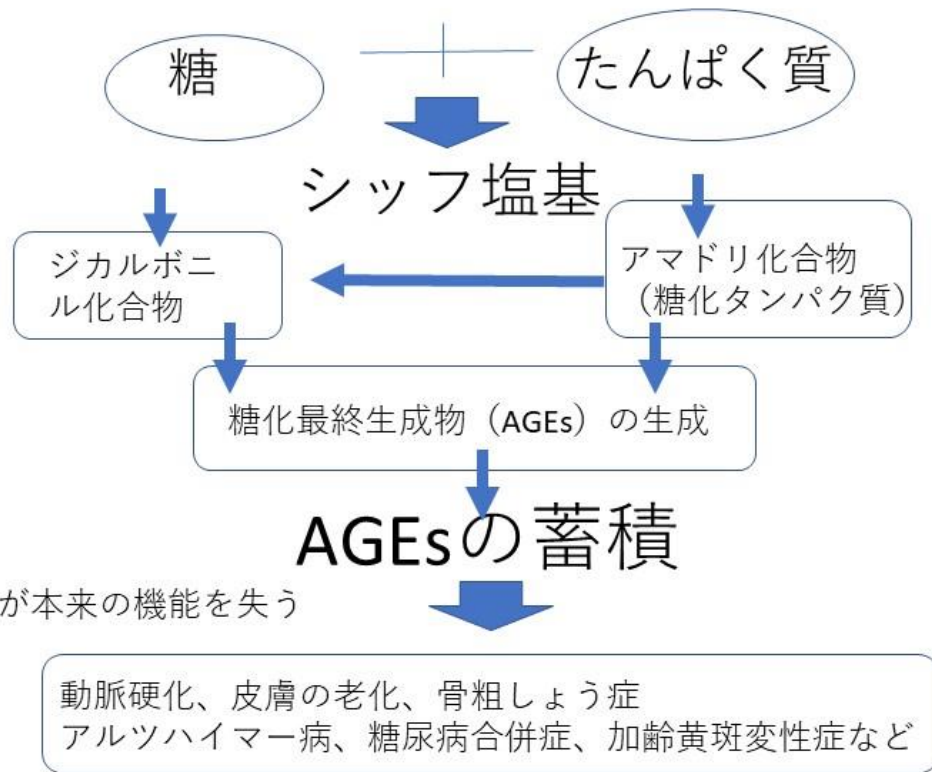 糖
たんぱく質
シッフ塩基
ジカルボニ
ル化合物
アマドリ化合物
（糖化タンパク質）
糖化最終生成物（AGEs）の生成
AGEsの蓄積
が本来の機能を失う
動脈硬化、皮膚の老化、骨粗しょう症
アルツハイマー病、糖尿病合併症、加齢黄斑変性症など